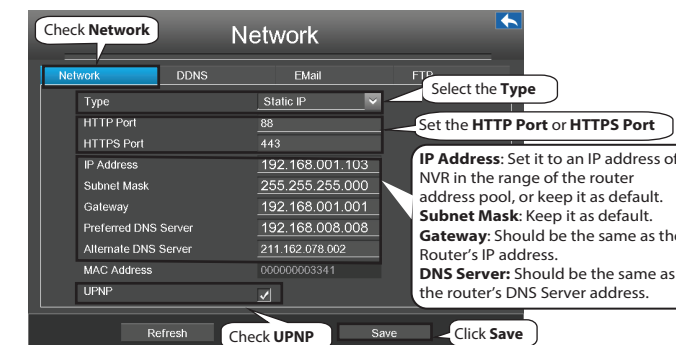 Check Network
Network
Network DDNS EMail FTP
Select the Type
Type Static IP
HTTP Port 88
Set the HTTP Port or HTTPS Port
HTTPS Port 443
IP Address 192.168.001.103
Subnet Mask 255.255.255.000
Gateway 192.168.001.001
Preferred DNS Server 192.168.008.008
Alternate DNS Server 211.162.078.002
MAC Address 000000003341
UPNP
IP Address: Set it to an IP address of
NVR in the range of the router
address pool, or keep it as default.
Subnet Mask: Keep it as default.
Gateway: Should be the same as the
Router's IP address.
DNS Server: Should be the same as
the router's DNS Server address.
Refresh
Check UPNP
Save
Click Save